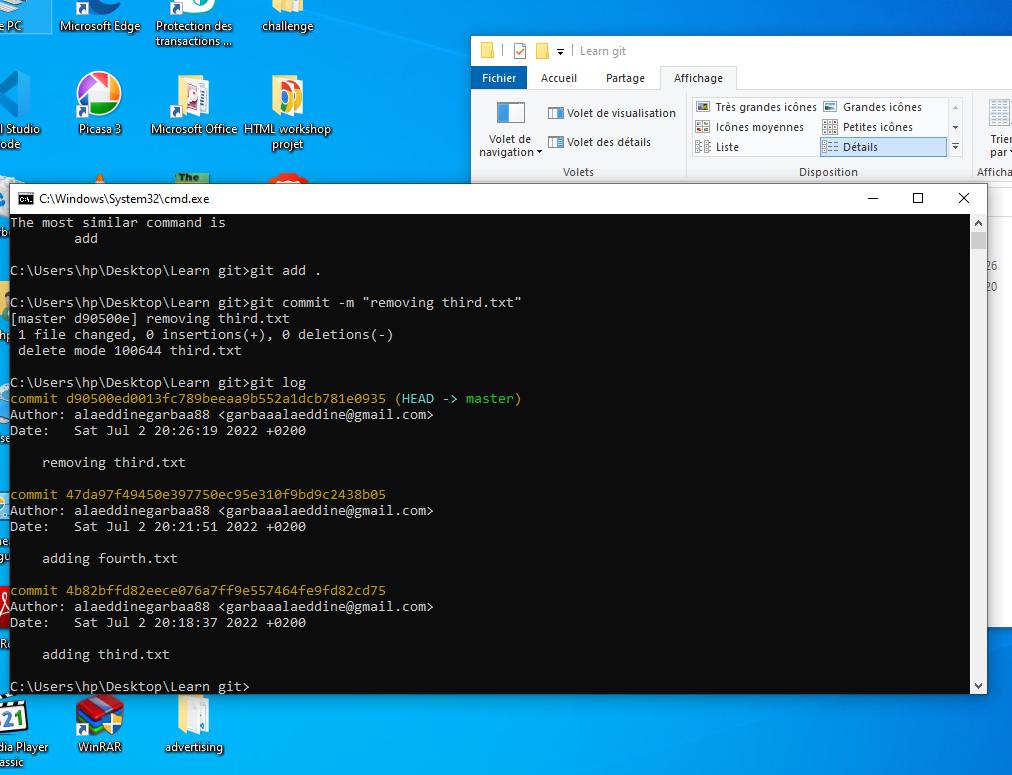 e PC
Microsoft Edge
Protection des
transactions ...
challenge
l Studio
ode
Picasa 3
Microsoft Office
HTML workshop
projet
The
Learn git
Fichier
Accueil
Partage
Affichage
Volet de
navigation
Volet de visualisation
Volet des détails
Volets
Très grandes icônes
Grandes icônes
Icônes moyennes
Petites icônes
Liste
Détails
Disposition
Trier
par
Afficha
26
20
C:\Windows\System32\cmd.exe
The most similar command is
add
C:\Users\hp\Desktop\Learn git>git add .
C:\Users\hp\Desktop\Learn git>git commit -m "removing third.txt"
[master d90500e] removing third.txt
1 file changed, 0 insertions(+), 0 deletions(-)
delete mode 100644 third.txt
C:\Users\hp\Desktop\Learn git>git log
commit d90500ed0013fc789beeaa9b552a1dcb781e0935 (HEAD -> master)
Author: alaeddinegarbaa88 <garbaaalaeddine@gmail.com>
Date:   Sat Jul 2 20:26:19 2022 +0200
removing third.txt
commit 47da97f49450e397750ec95e310f9bd9c2438b05
Author: alaeddinegarbaa88 <garbaaalaeddine@gmail.com>
Date:   Sat Jul 2 20:21:51 2022 +0200
adding fourth.txt
commit 4b82bffd82eece076a7ff9e557464fe9fd82cd75
Author: alaeddinegarbaa88 <garbaaalaeddine@gmail.com>
Date:   Sat Jul 2 20:18:37 2022 +0200
adding third.txt
C:\Users\hp\Desktop\Learn git>
321
dia Player
assic
WinRAR
advertising